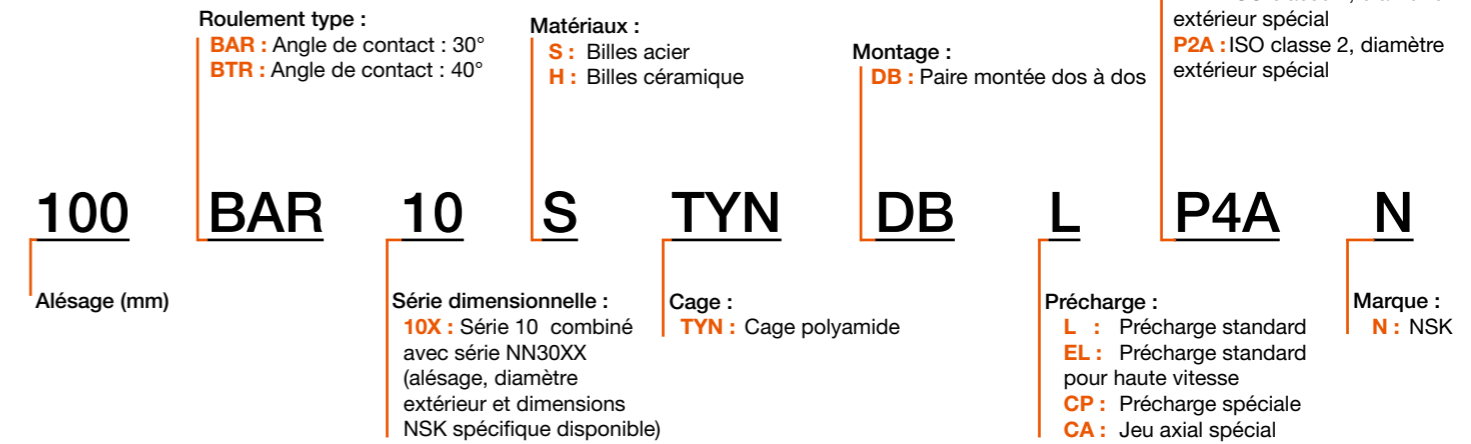 Roulement type :
BAR : Angle de contact : 30°
BTR : Angle de contact : 40°
Matériaux :
S : Billes acier
H : Billes céramique
Montage :
DB : Paire montée dos à dos
extérieur spécial
P2A : ISO classe 2, diamètre
extérieur spécial
100 BAR 10 S TYN DB L P4A N
Alésage (mm)
Série dimensionnelle :
10X : Série 10 combiné
avec série NN30XX
(alésage, diamètre
extérieur et dimensions
NSK spécifique disponible)
Cage :
TYN : Cage polyamide
Précharge :
L : Précharge standard
EL : Précharge standard
pour haute vitesse
CP : Précharge spéciale
CA : Jeu axial spécial
Marque :
N : NSK